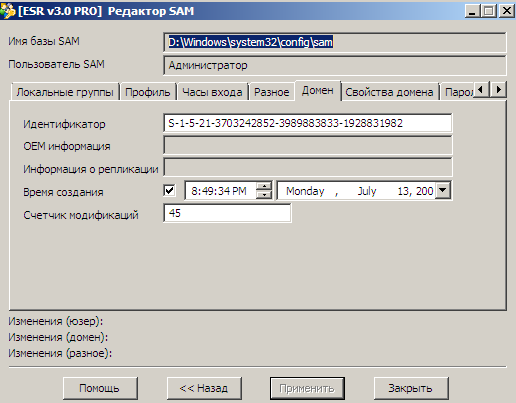 [ESR v3.0 PRO] Редактор SAM
Имя базы SAM D:\Windows\system32\config\sam
Пользователь SAM Администратор
Локальные группы Профиль Часы входа Разное Домен Свойства домена Парол
Идентификатор S-1-5-21-3703242852-3989883833-1928831982
OEM информация
Информация о репликации
Время создания 8:49:34 PM Monday , July 13, 200
Счетчик модификаций 45
Изменения (юзер):
Изменения (домен):
Изменения (разное):
Помощь << Назад Применить Закрыть